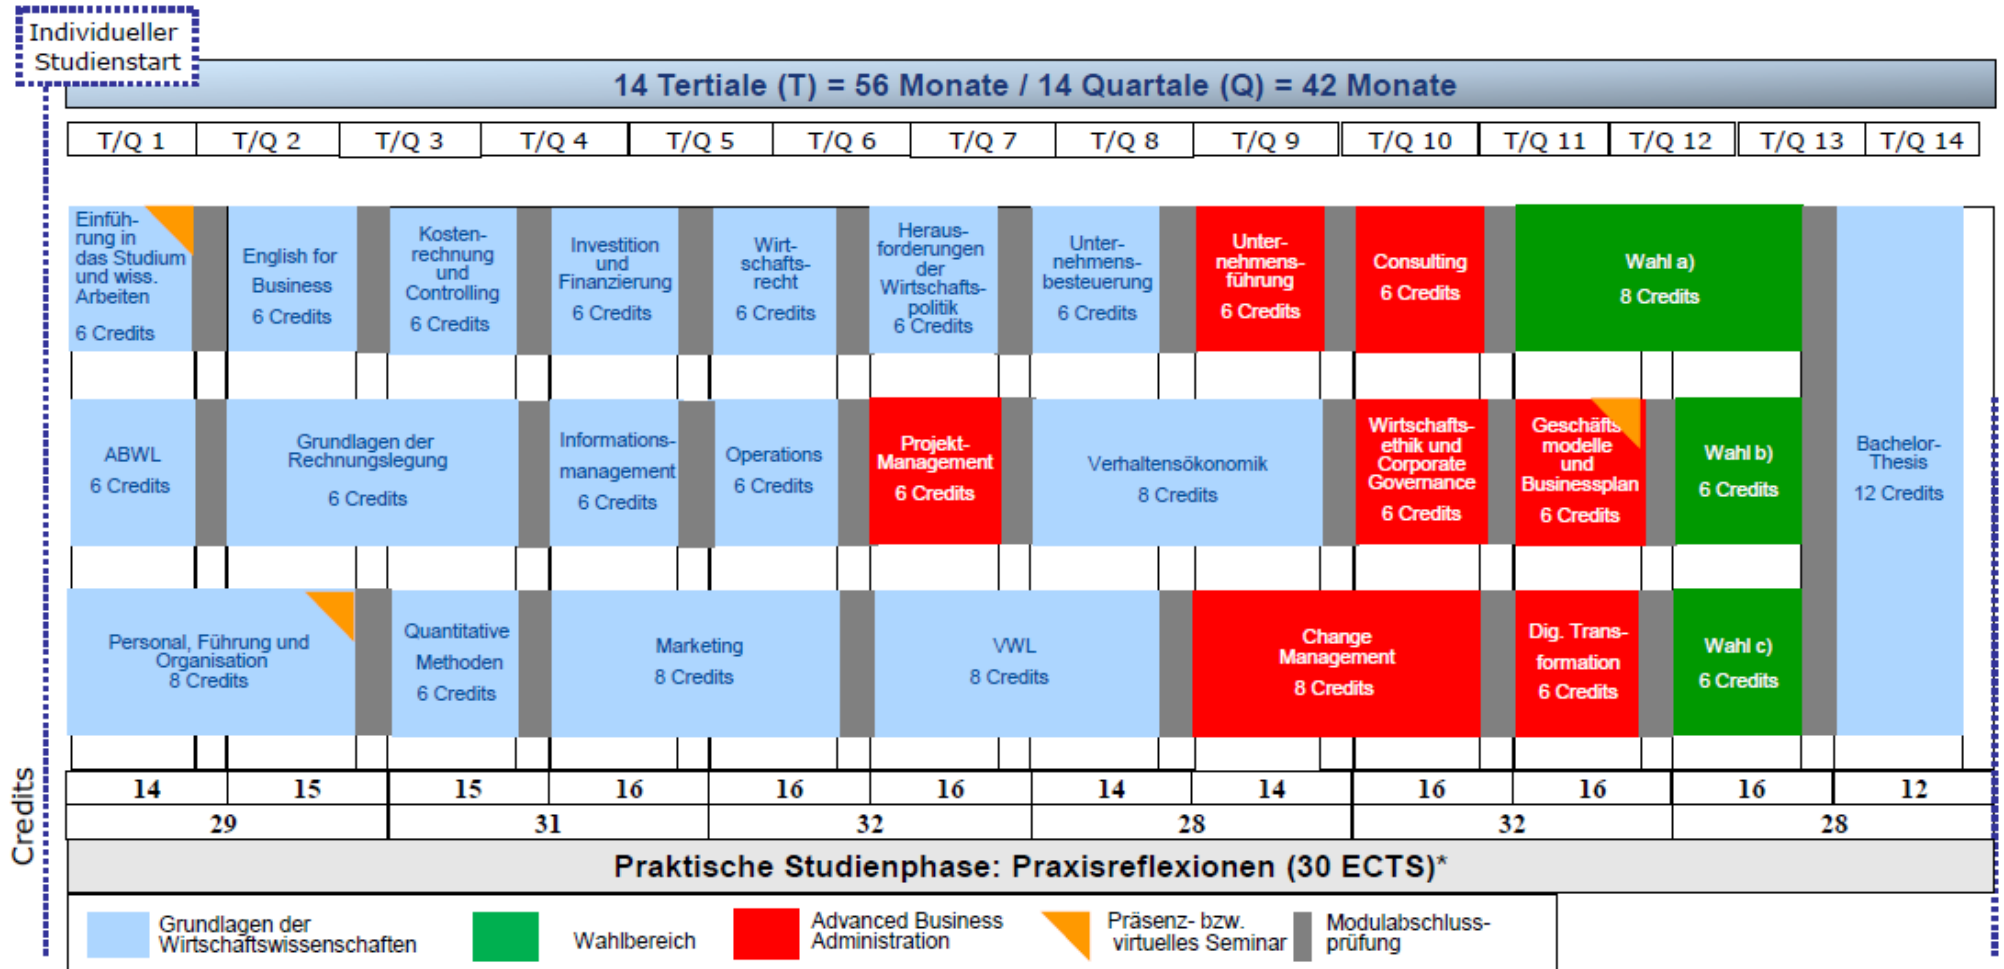 Individueller
Studienstart
14 Tertiale (T) = 56 Monate / 14 Quartale (Q) = 42 Monate
T/Q 1 T/Q 2 T/Q 3 T/Q 4 T/Q 5 T/Q 6 T/Q 7 T/Q 8 T/Q 9 T/Q 10 T/Q 11 T/Q 12 T/Q 13 T/Q 14
Einfüh-
rung in
das Studium
und wiss.
Arbeiten
6 Credits
English for
Business
6 Credits
Kosten-
rechnung
und
Controlling
6 Credits
Investition
und
Finanzierung
6 Credits
Wirt-
schafts-
recht
6 Credits
Heraus-
forderungen
der
Wirtschafts-
politik
6 Credits
Unter-
nehmens-
besteuerung
6 Credits
Unter-
nehmens-
führung
6 Credits
Consulting
6 Credits
Wahl a)
8 Credits
ABWL
6 Credits
Grundlagen der
Rechnungslegung
6 Credits
Informations-
management
6 Credits
Operations
6 Credits
Projekt-
Management
6 Credits
Verhaltensökonomik
8 Credits
Wirtschafts-
ethik und
Corporate
Governance
6 Credits
Geschäfts
modelle
und
Businessplan
6 Credits
Wahl b)
6 Credits
Bachelor-
Thesis
12 Credits
Personal, Führung und
Organisation
8 Credits
Quantitative
Methoden
6 Credits
Marketing
8 Credits
VWL
8 Credits
Change
Management
8 Credits
Dig. Trans-
formation
6 Credits
Wahl c)
6 Credits
Credits
14 15 15 16 16 16 14 14 16 16 16 12
29 31 32 28 32 28
Praktische Studienphase: Praxisreflexionen (30 ECTS)*
Grundlagen der
Wirtschaftswissenschaften
Wahlbereich
Advanced Business
Administration
Präsenz- bzw.
virtuelles Seminar
Modulabschluss-
prüfung